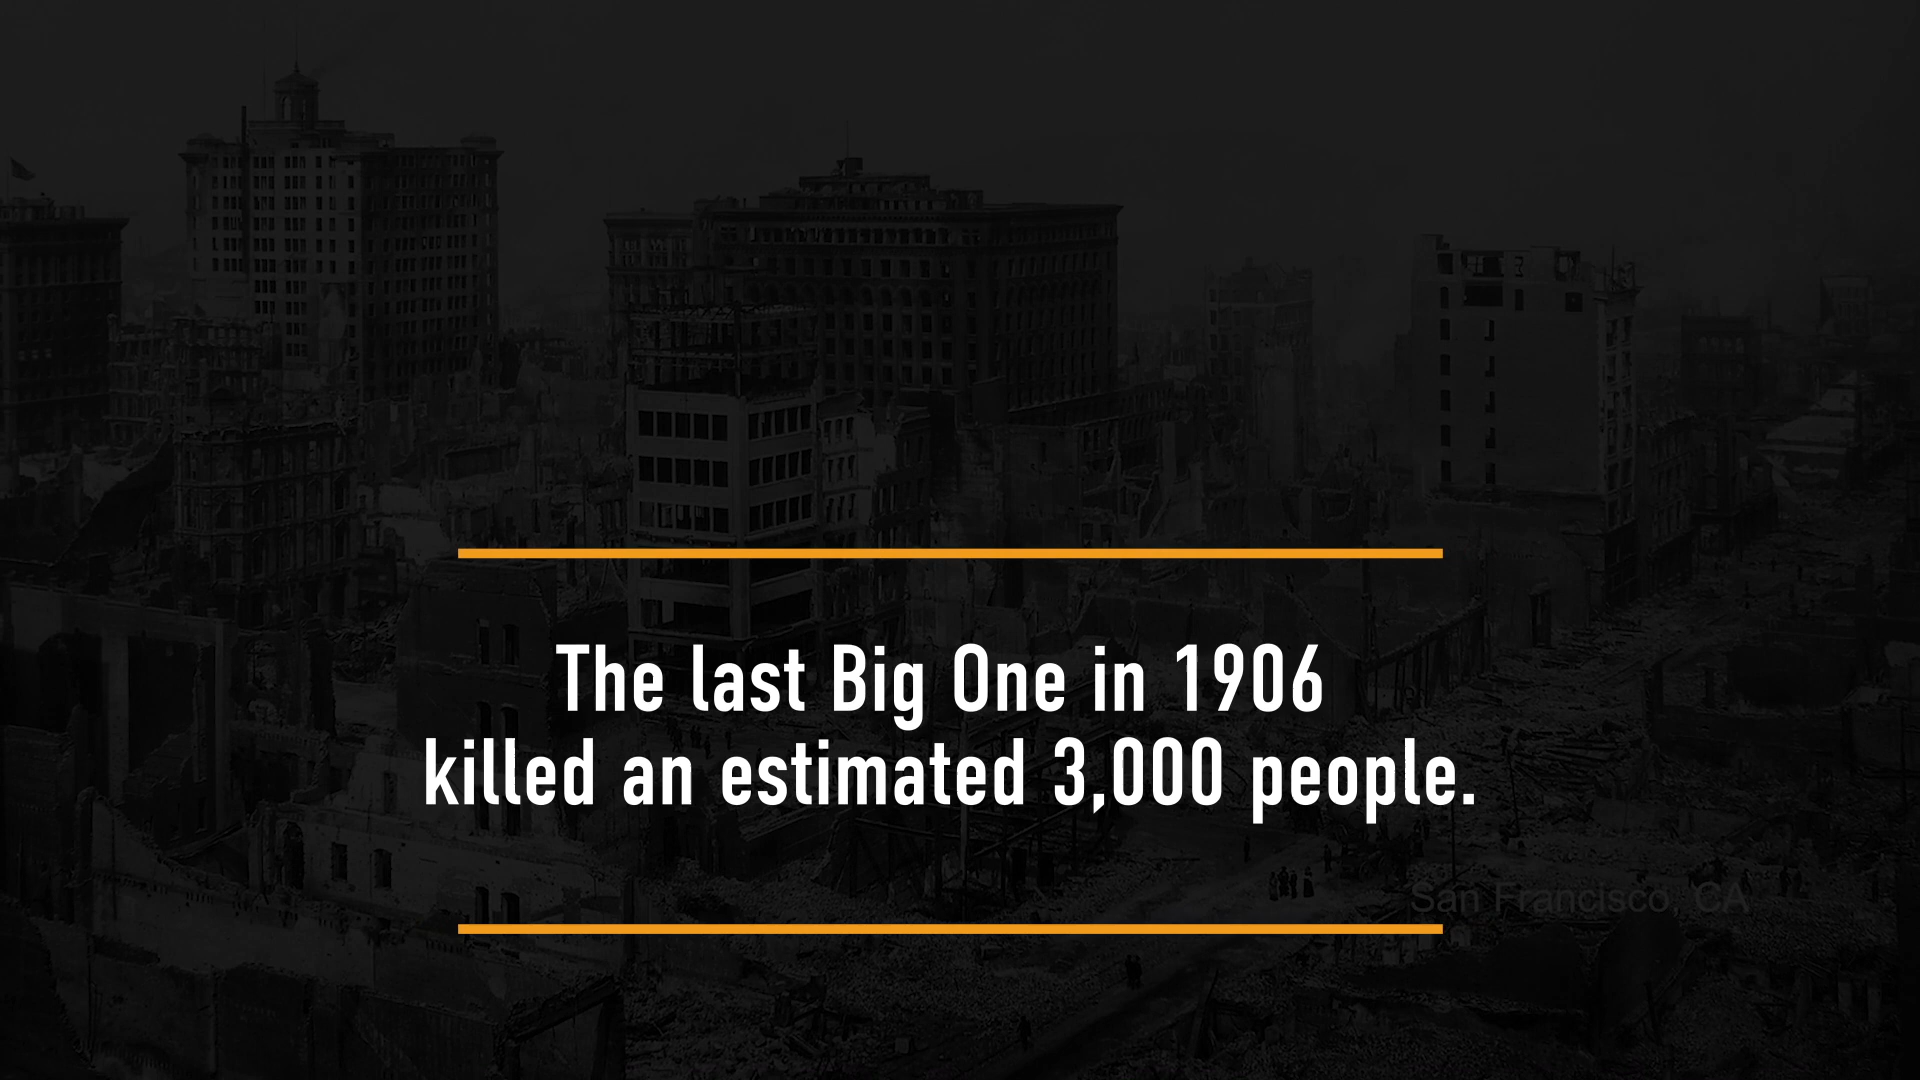 The last Big One in 1906
killed an estimated 3,000 people.
San Francisco, CA